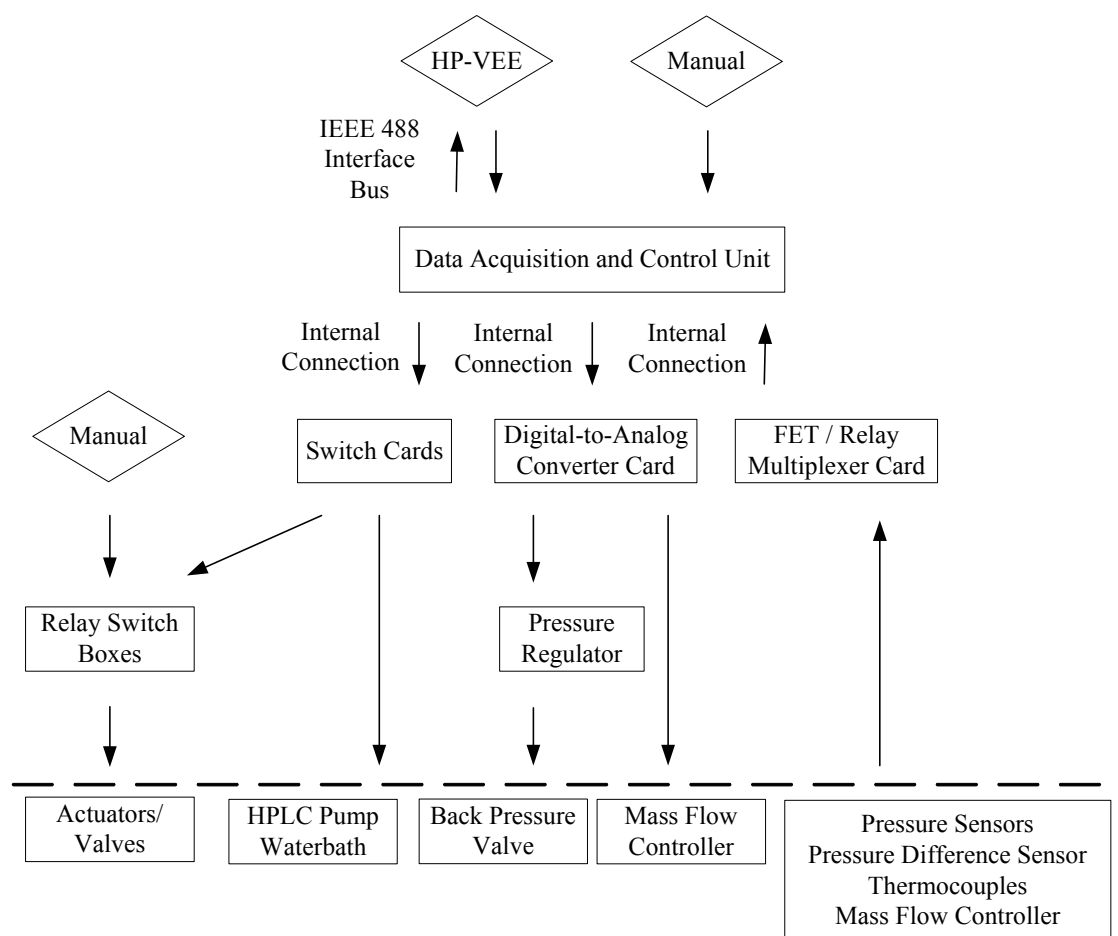 HP-VEE
Manual
IEEE 488
Interface
Bus
Data Acquisition and Control Unit
Internal
Connection
Internal
Connection
Internal
Connection
Manual
Switch Cards
Digital-to-Analog
Converter Card
FET / Relay
Multiplexer Card
Relay Switch
Boxes
Pressure
Regulator
Actuators/
Valves
HPLC Pump
Waterbath
Back Pressure
Valve
Mass Flow
Controller
Pressure Sensors
Pressure Difference Sensor
Thermocouples
Mass Flow Controller